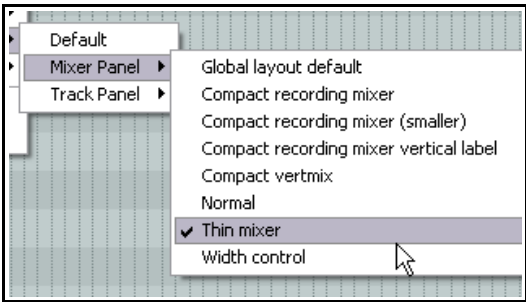 Default
Mixer Panel
Track Panel
Global layout default
Compact recording mixer
Compact recording mixer (smaller)
Compact recording mixer vertical label
Compact vertmix
Normal
Thin mixer
Width control